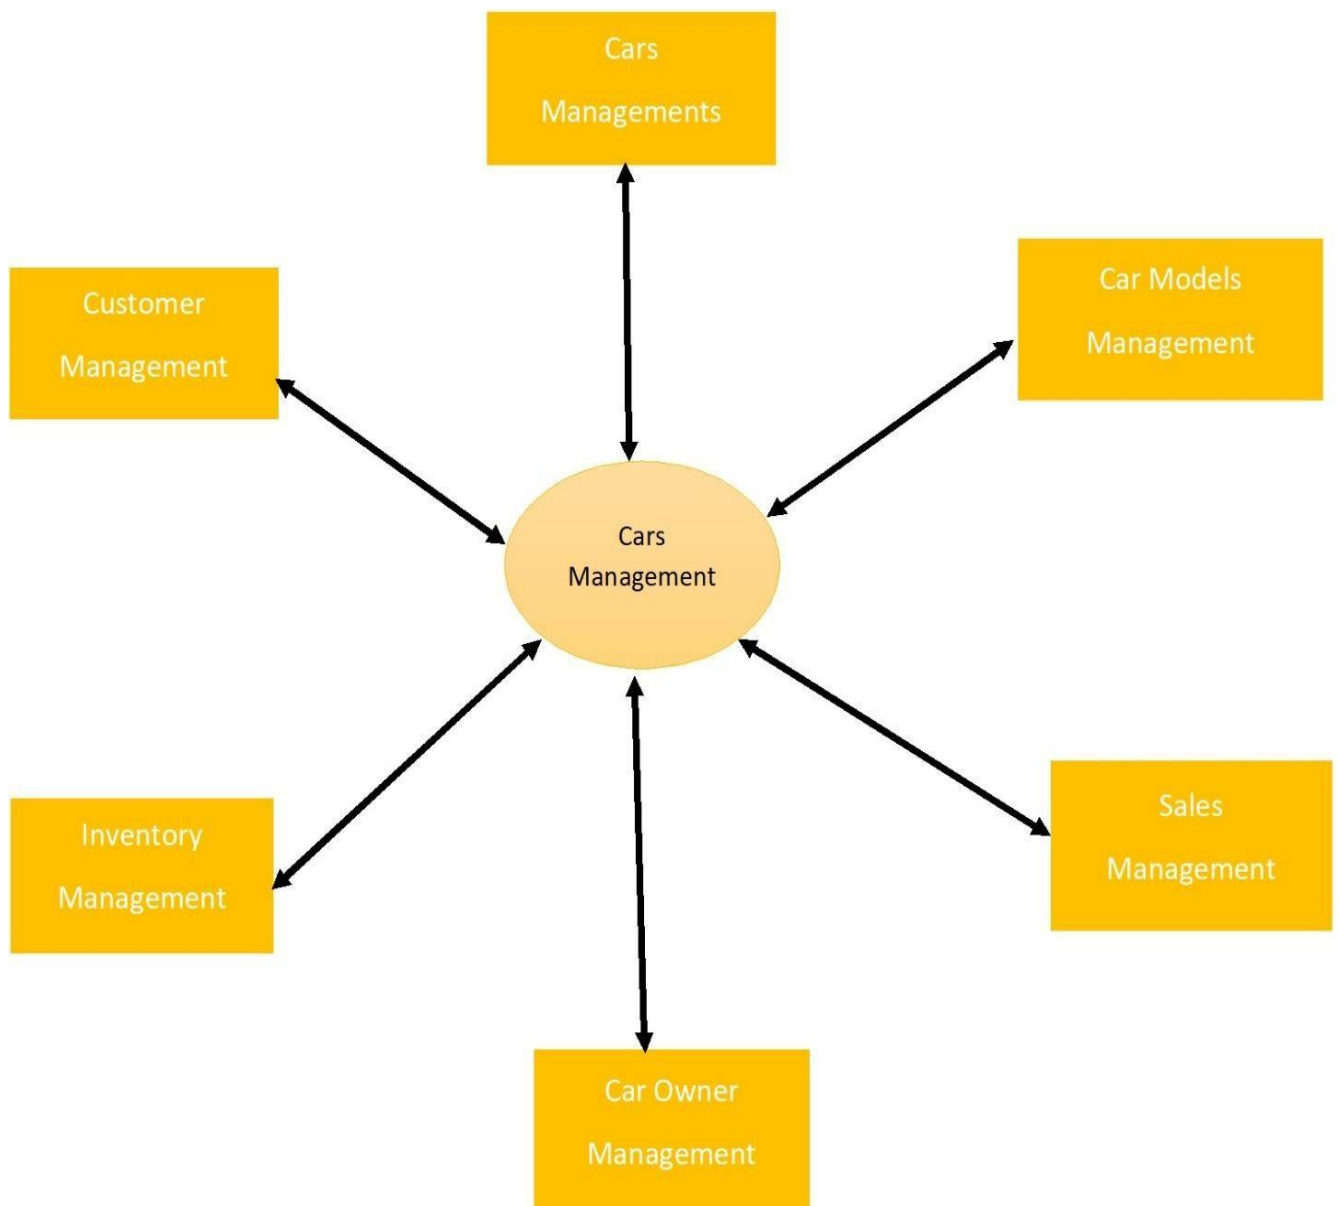 Cars
Managements
Car Models
Management
Customer
Management
Cars
Management
Sales
Management
Inventory
Management
Car Owner
Management